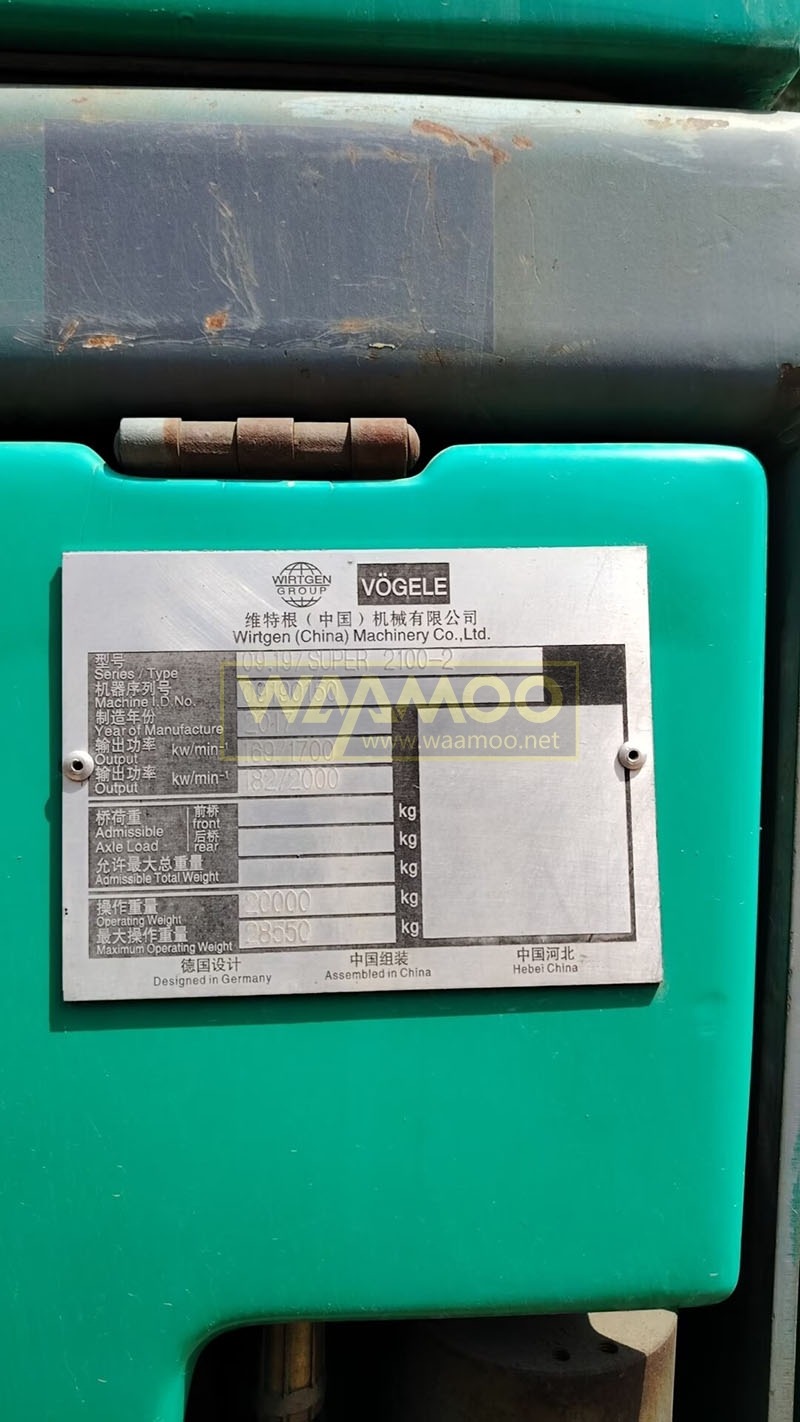 WIRTGEN GROUP
VÖGELE
维特根（中国）机械有限公司
Wirtgen (China) Machinery Co.,Ltd.
型号 09.19/ SUPER 2100-2
Series / Type
机器序列号
Machine I.D.No.
制造年份
Year of Manufacture
输出功率 kw/min⁻¹ 169/1700
Output
输出功率 kw/min⁻¹ 182/2000
Output
WAAMOO
www.waamoo.net
桥荷重 前桥 kg
Admissible front
Axle Load 后桥 kg
rear
允许最大总重量 kg
Admissible Total Weight
操作重量 20000 kg
Operating Weight
最大操作重量 28550 kg
Maximum Operating Weight
德国设计 中国组装 中国河北
Designed in Germany Assembled in China Hebei China